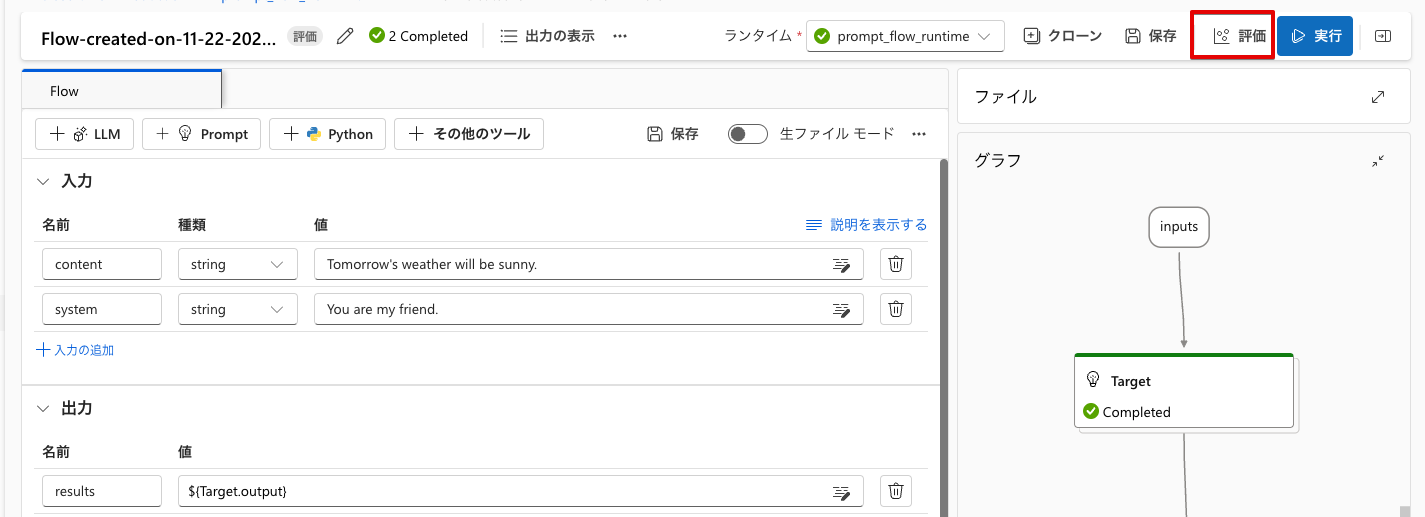 Flow-created-on-11-22-202... 評価 2 Completed 出力の表示 ... ランタイム * prompt_flow_runtime クローン 保存 評価 実行
Flow
LLM Prompt Python その他のツール 保存 生ファイル モード ...
入力
名前 種類 値 説明を表示する
content string Tomorrow's weather will be sunny.
system string You are my friend.
入力の追加
出力
名前 値
results ${Target.output}
ファイル
グラフ
inputs
Target
Completed